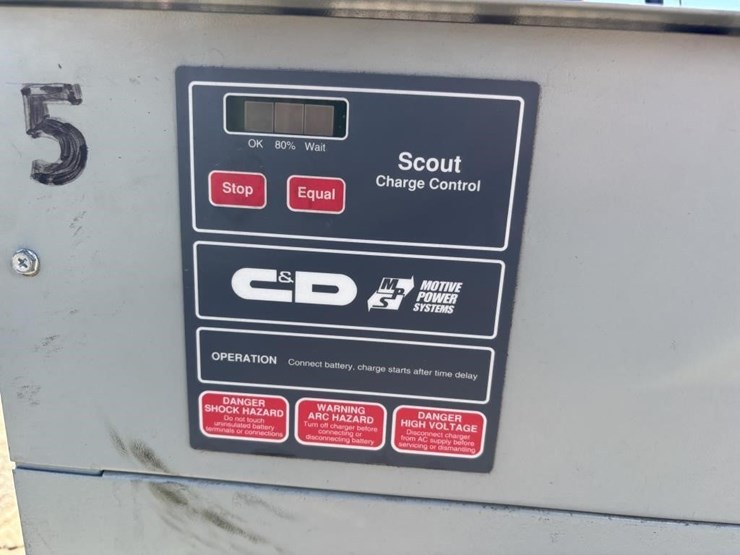 5
OK 80% Wait
Stop
Equal
Scout
Charge Control
C&D
MPS
MOTIVE
POWER
SYSTEMS
OPERATION Connect battery, charge starts after time delay
DANGER
SHOCK HAZARD
Do not touch
uninsulated battery
terminals or connections
WARNING
ARC HAZARD
Turn off charger before
connecting or
disconnecting battery
DANGER
HIGH VOLTAGE
Disconnect charger
from AC supply before
servicing or dismantling